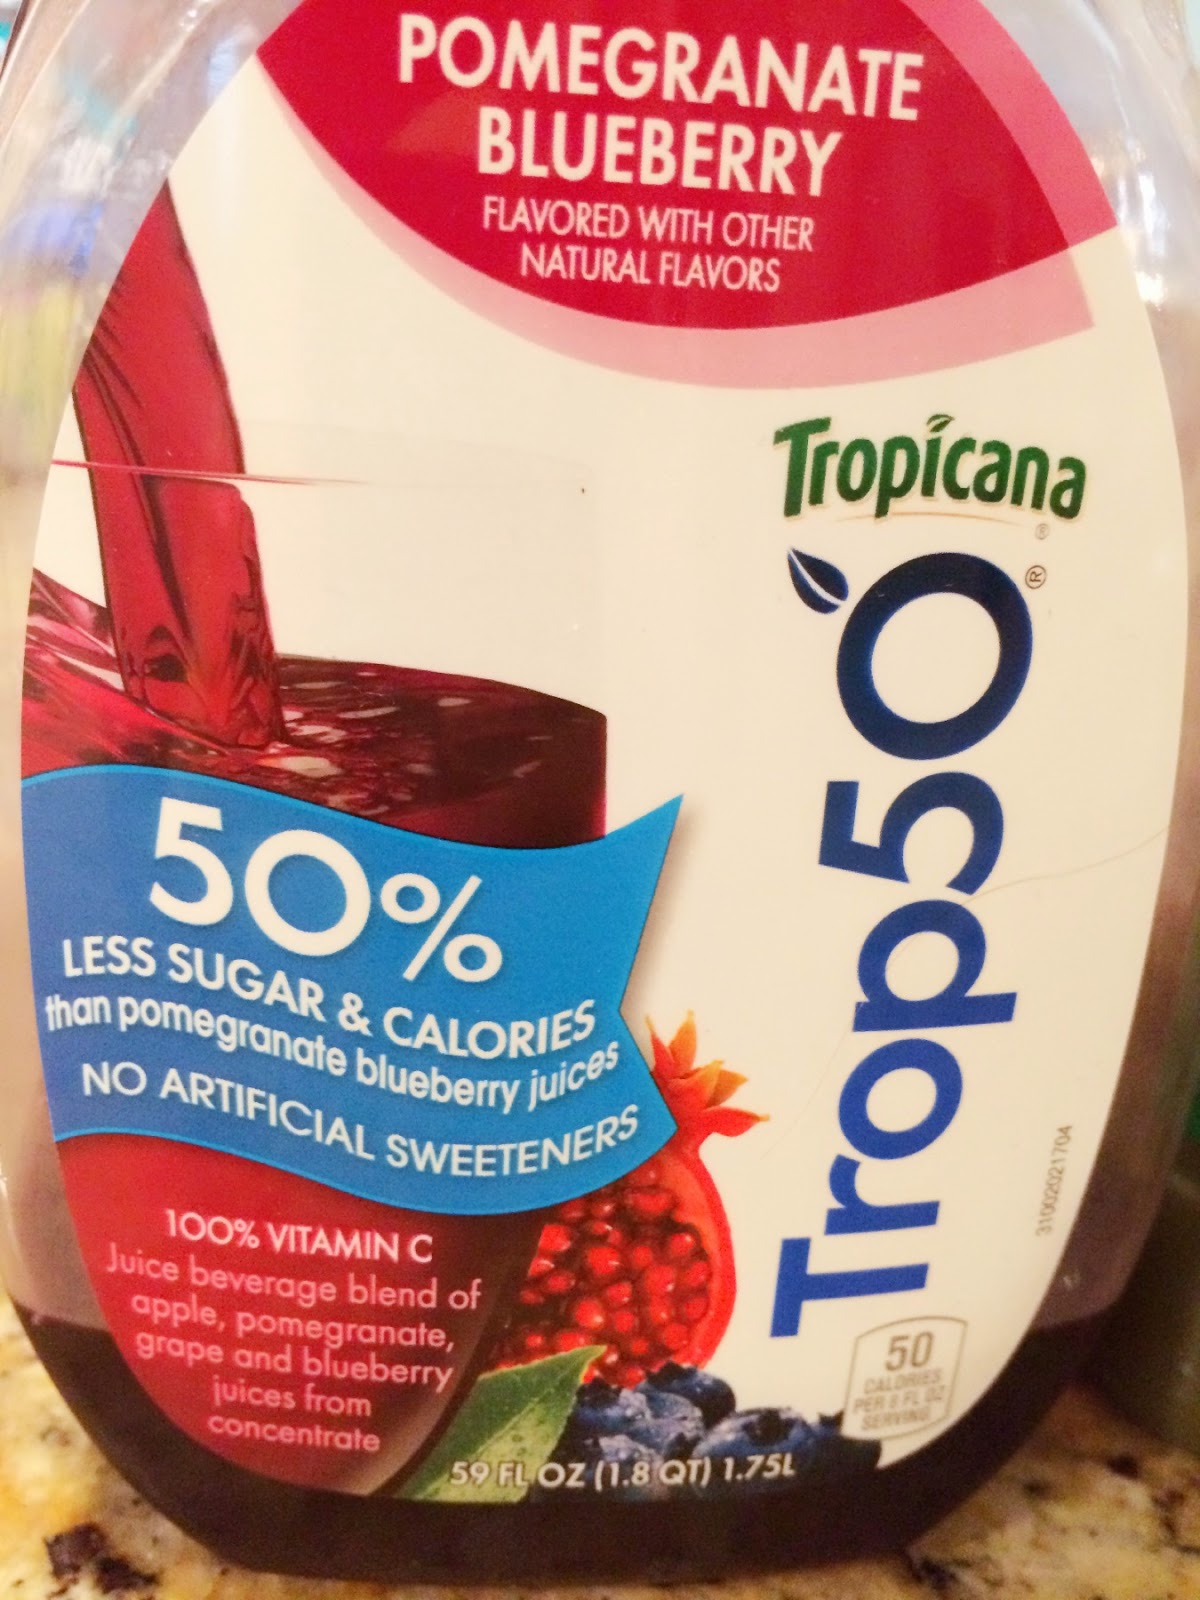 POMEGRANATE
BLUEBERRY
FLAVORED WITH OTHER
NATURAL FLAVORS
Tropicana
®
Trop50®
50%
LESS SUGAR & CALORIES
than pomegranate blueberry juices
NO ARTIFICIAL SWEETENERS
100% VITAMIN C
Juice beverage blend of
apple, pomegranate,
grape and blueberry
juices from
concentrate
31002021704
50
CALORIES
PER 8 FL OZ
SERVING
59 FL OZ (1.8 QT) 1.75L